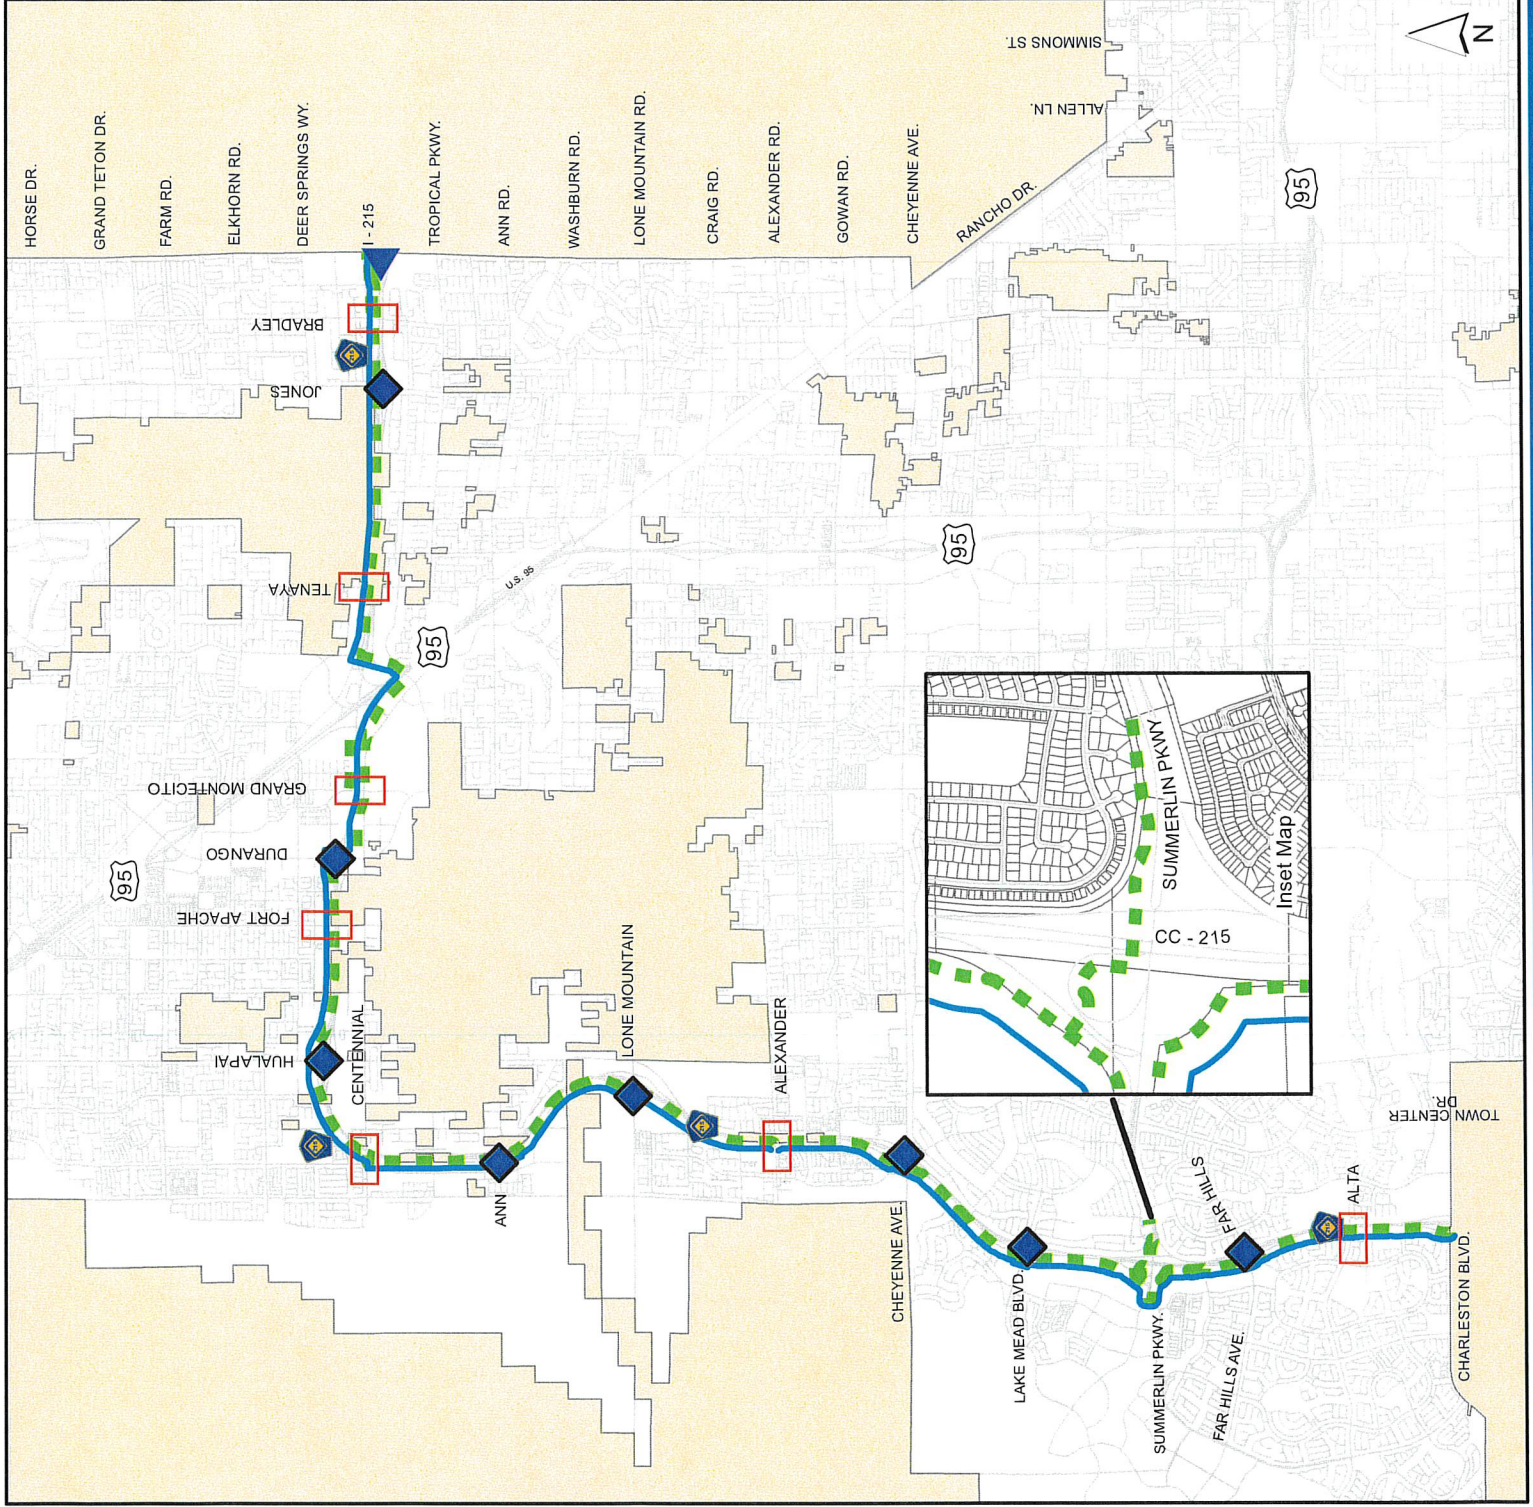 HORSE DR.
GRAND TETON DR.
FARM RD.
ELKHORN RD.
DEER SPRINGS WY.
I - 215
TROPICAL PKWY.
ANN RD.
WASHBURN RD.
LONE MOUNTAIN RD.
CRAIG RD.
ALEXANDER RD.
GOWAN RD.
CHEYENNE AVE.
RANCHO DR.
ALLEN LN.
SIMMONS ST.
N
BRADLEY
215
JONES
TENAYA
GRAND MONTECITO
DURANGO
FORT APACHE
HUALAPAI
95
95
U.S. 95
95
95
CENTENNIAL
215
ANN
LONE MOUNTAIN
215
ALEXANDER
CHEYENNE AVE.
LAKE MEAD BLVD.
SUMMERLIN PKWY.
FAR HILLS AVE.
FAR HILLS
215
ALTA
CHARLESTON BLVD.
TOWN CENTER
DR.
SUMMERLIN PKWY
CC - 215
Inset Map